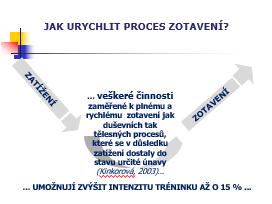 JAK URYCHLIT PROCES ZOTAVENÍ?
ZATÍŽENÍ
ZOTAVENÍ
... veškeré činnosti
zaměřené k plnému a
rychlému zotavení jak
duševních tak
tělesných procesů,
které se v důsledku
zatížení dostaly do
stavu určité únavy
(Kinkorová, 2003)...
... UMOŽNUJÍ ZVÝŠIT INTENZITU TRÉNINKU AŽ O 15 % ...